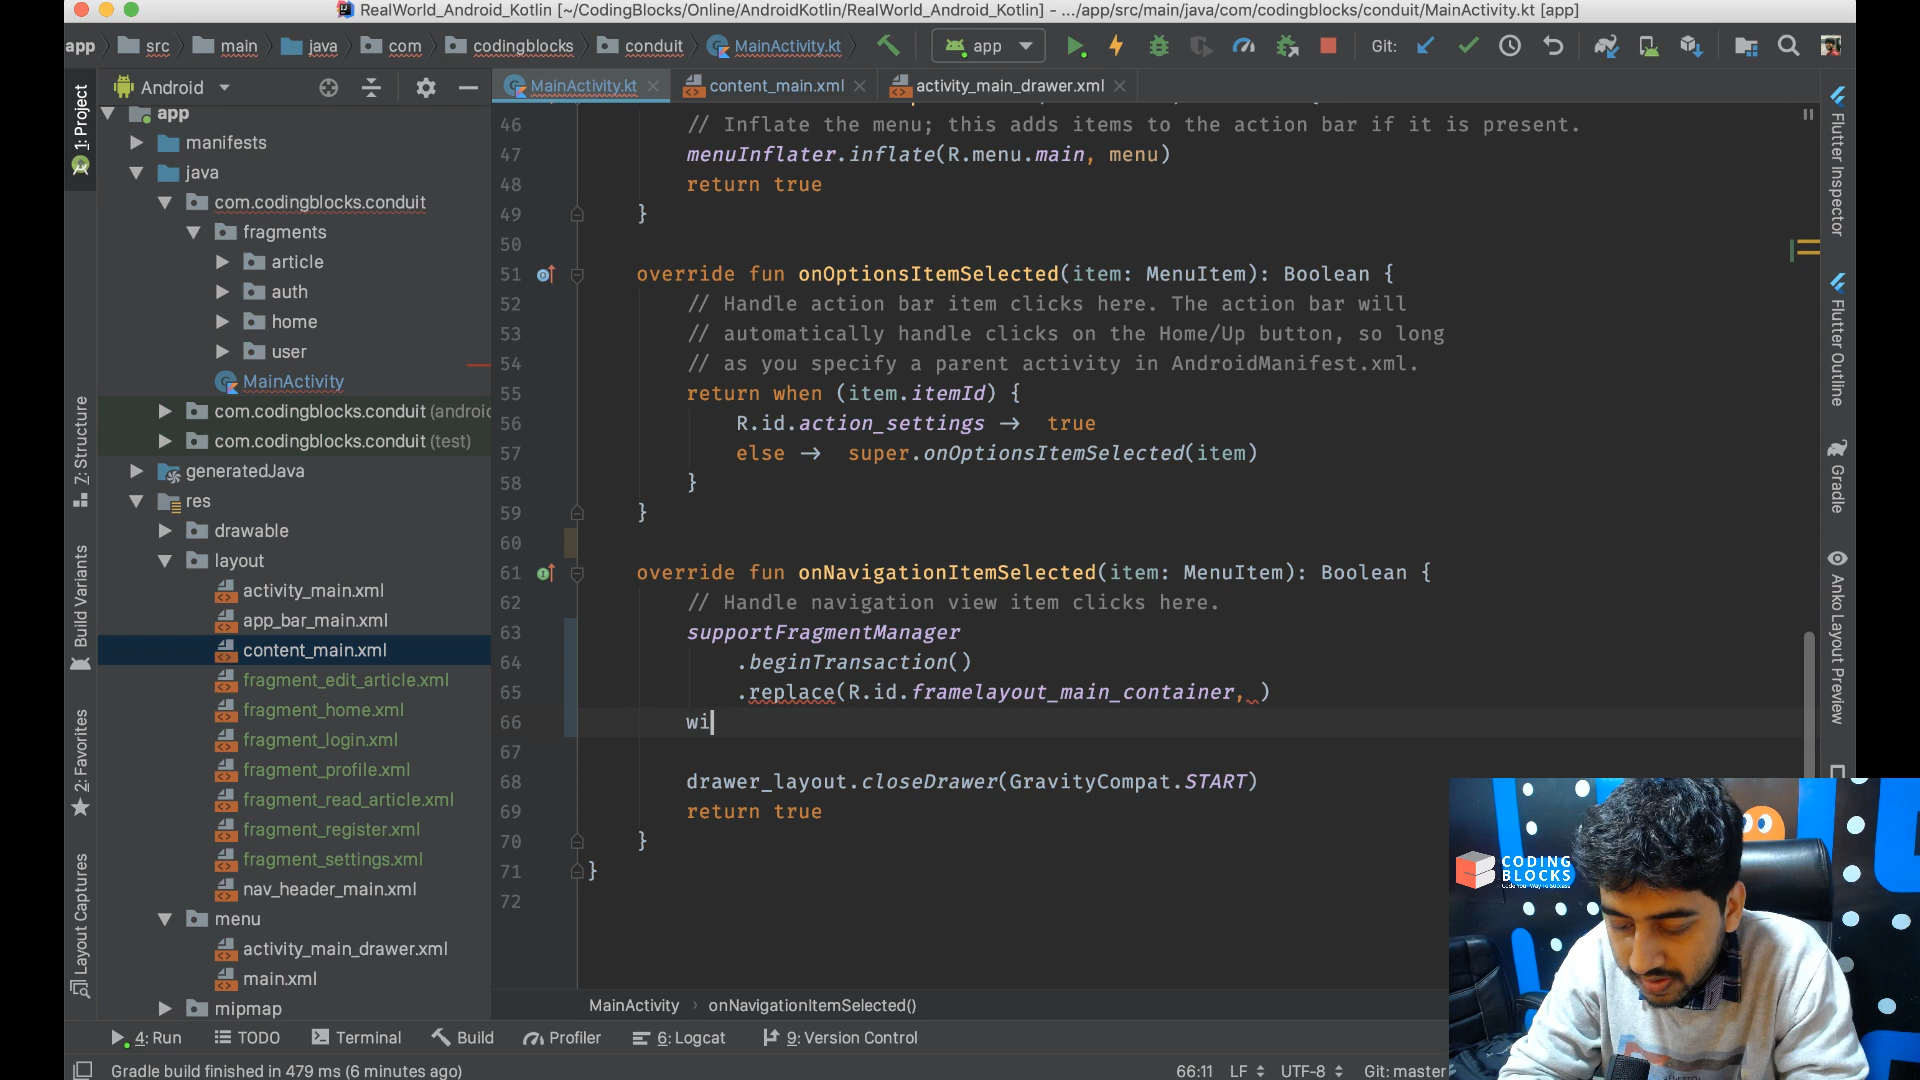 RealWorld_Android_Kotlin [~/CodingBlocks/Online/AndroidKotlin/RealWorld_Android_Kotlin] - .../app/src/main/java/com/codingblocks/conduit/MainActivity.kt [app]
app src main java com codingblocks conduit MainActivity.kt app Git:
Android MainActivity.kt content_main.xml activity_main_drawer.xml
app
manifests
java
com.codingblocks.conduit
fragments
article
auth
home
user
MainActivity
com.codingblocks.conduit (androi
com.codingblocks.conduit (test)
generatedJava
res
drawable
layout
activity_main.xml
app_bar_main.xml
content_main.xml
fragment_edit_article.xml
fragment_home.xml
fragment_login.xml
fragment_profile.xml
fragment_read_article.xml
fragment_register.xml
fragment_settings.xml
nav_header_main.xml
menu
activity_main_drawer.xml
main.xml
mipmap
46 // Inflate the menu; this adds items to the action bar if it is present.
47 menuInflater.inflate(R.menu.main, menu)
48 return true
49 }
50
51 override fun onOptionsItemSelected(item: MenuItem): Boolean {
52 // Handle action bar item clicks here. The action bar will
53 // automatically handle clicks on the Home/Up button, so long
54 // as you specify a parent activity in AndroidManifest.xml.
55 return when (item.itemId) {
56 R.id.action_settings → true
57 else → super.onOptionsItemSelected(item)
58 }
59 }
60
61 override fun onNavigationItemSelected(item: MenuItem): Boolean {
62 // Handle navigation view item clicks here.
63 supportFragmentManager
64 .beginTransaction()
65 .replace(R.id.framelayout_main_container, )
66 wi
67
68 drawer_layout.closeDrawer(GravityCompat.START)
69 return true
70 }
71 }
72
MainActivity › onNavigationItemSelected()
1: Project
7: Structure
Build Variants
2: Favorites
Layout Captures
Flutter Inspector
Flutter Outline
Gradle
Anko Layout Preview
CODING
BLOCKS
Code Your Way To Success
4: Run TODO Terminal Build Profiler 6: Logcat 9: Version Control
Gradle build finished in 479 ms (6 minutes ago) 66:11 LF UTF-8 Git: master